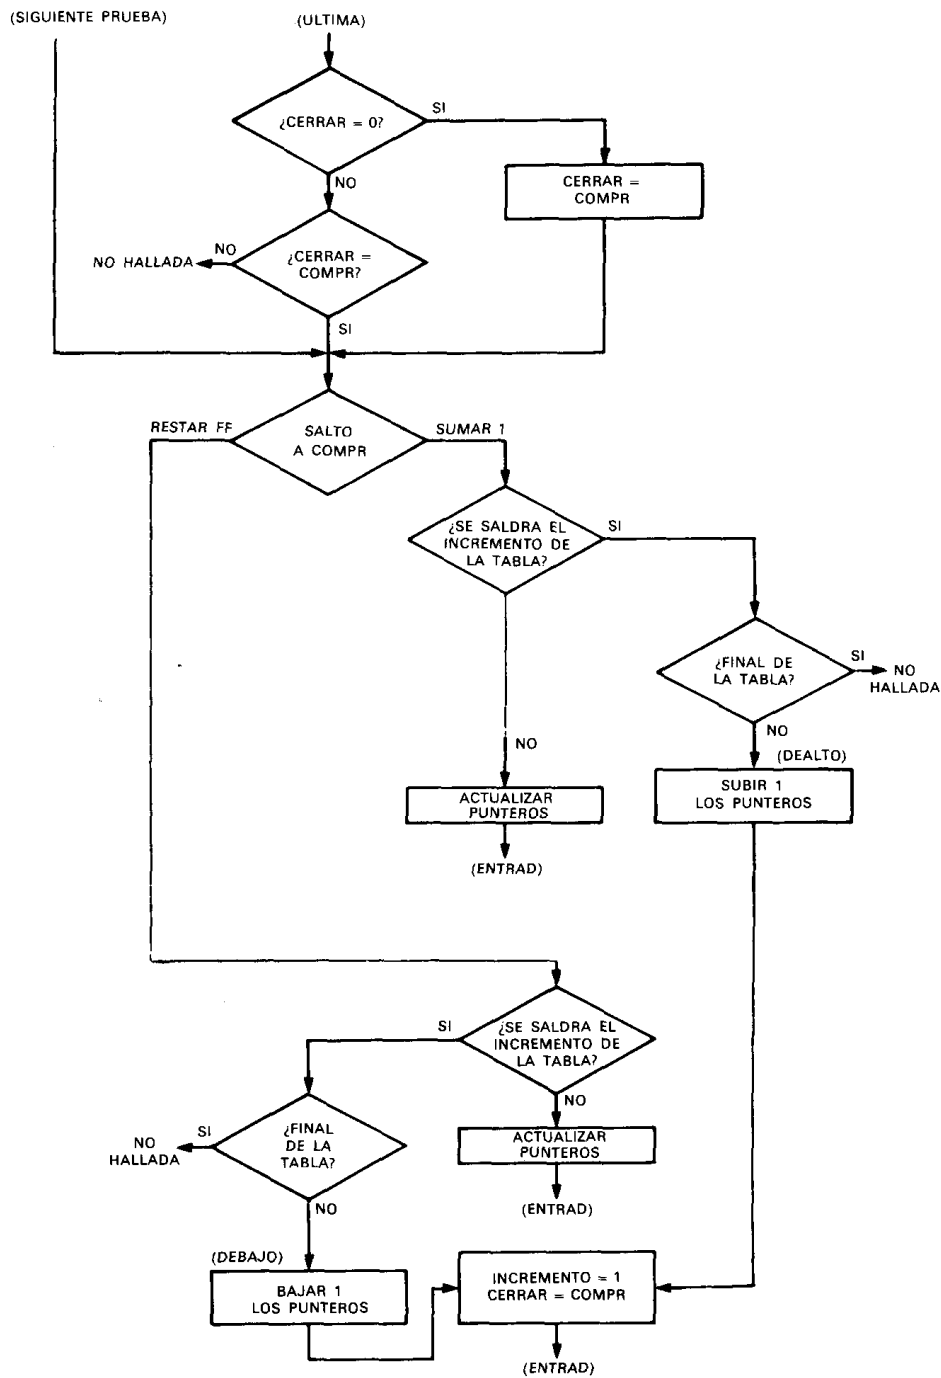 (SIGUIENTE PRUEBA)
(ULTIMA)
¿CERRAR = 0?
SI
CERRAR =
COMPR
NO
¿CERRAR =
COMPR?
NO
NO HALLADA
SI
SALTO
A COMPR
RESTAR FF
SUMAR 1
¿SE SALDRA EL
INCREMENTO DE
LA TABLA?
SI
¿FINAL DE
LA TABLA?
SI
NO
HALLADA
NO
(DEALTO)
SUBIR 1
LOS PUNTEROS
NO
ACTUALIZAR
PUNTEROS
(ENTRAD)
¿SE SALDRA EL
INCREMENTO DE
LA TABLA?
SI
NO
¿FINAL
DE LA
TABLA?
SI
NO
HALLADA
ACTUALIZAR
PUNTEROS
(ENTRAD)
NO
(DEBAJO)
BAJAR 1
LOS PUNTEROS
INCREMENTO = 1
CERRAR = COMPR
(ENTRAD)